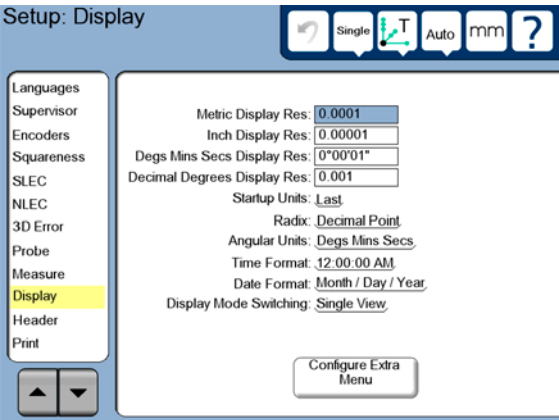 Setup: Display
Single
T
Auto
mm
?
Languages
Supervisor
Encoders
Squareness
SLEC
NLEC
3D Error
Probe
Measure
Display
Header
Print
Metric Display Res: 0.0001
Inch Display Res: 0.00001
Degs Mins Secs Display Res: 0°00'01"
Decimal Degrees Display Res: 0.001
Startup Units: Last
Radix: Decimal Point
Angular Units: Degs Mins Secs
Time Format: 12:00:00 AM
Date Format: Month / Day / Year
Display Mode Switching: Single View
Configure Extra
Menu